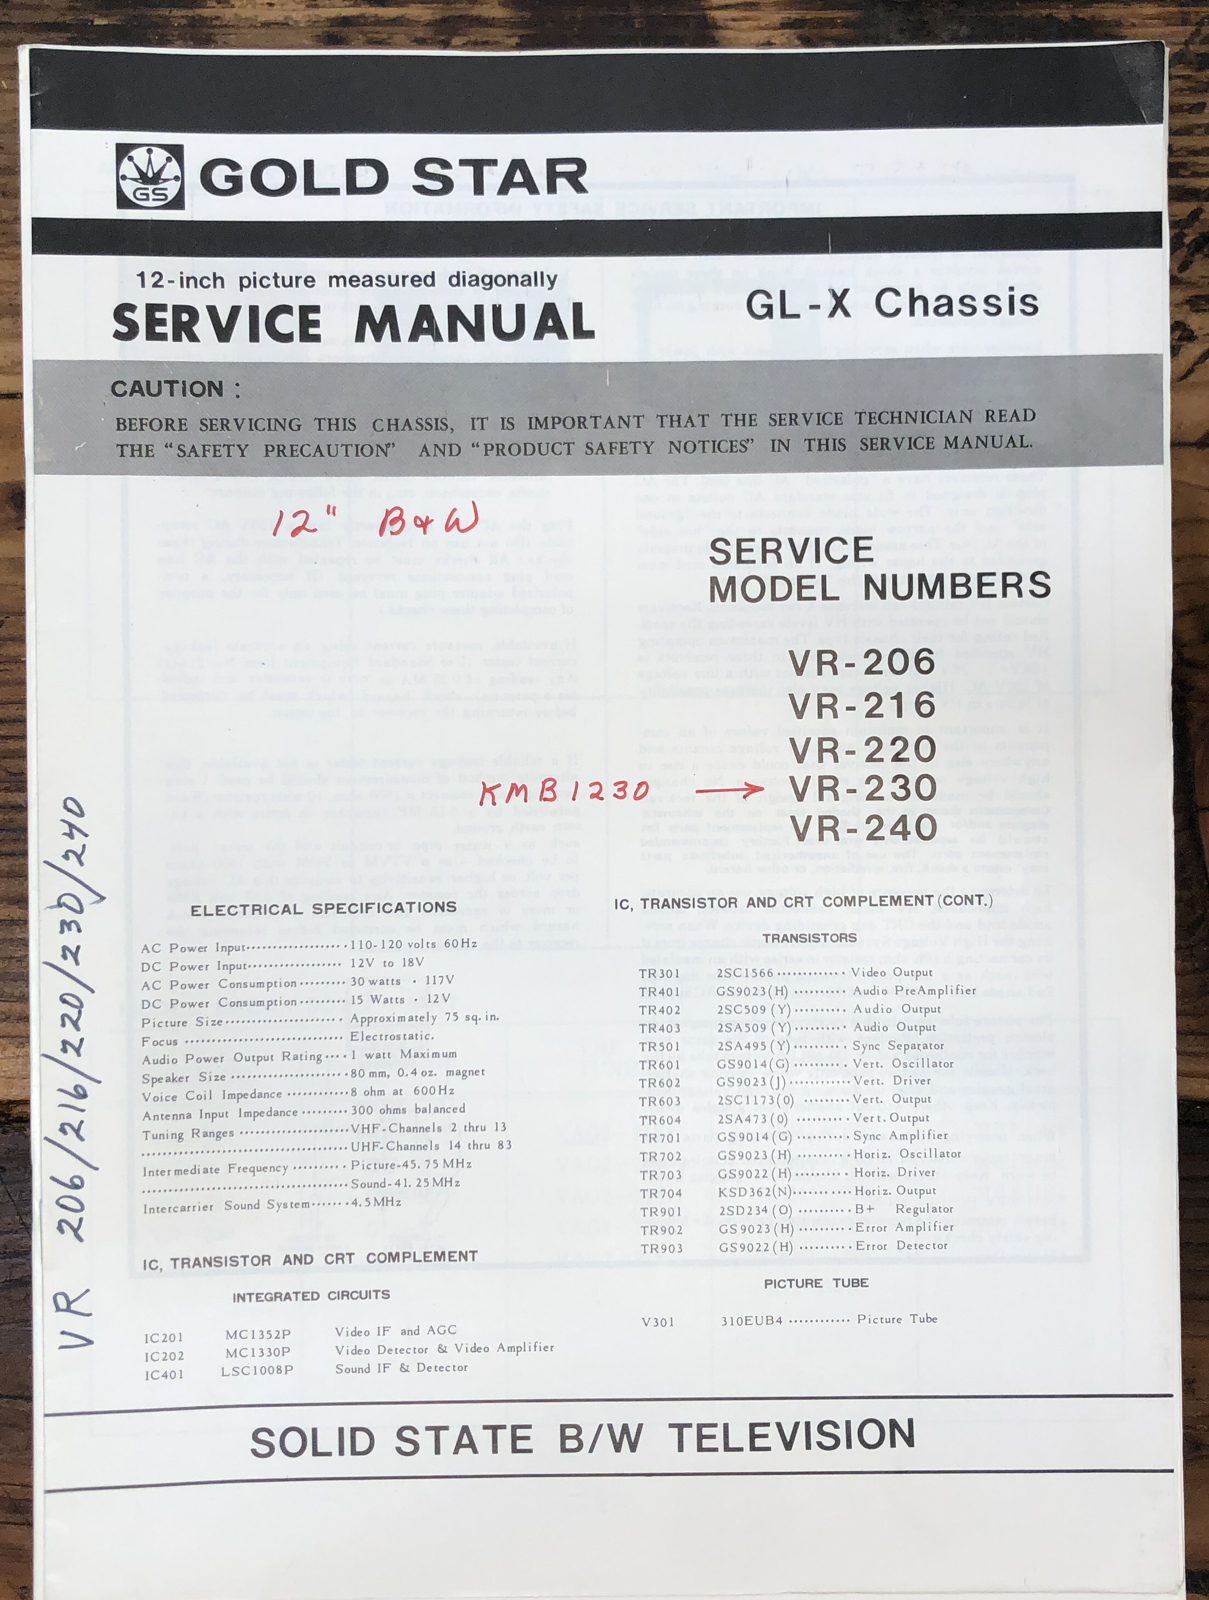 GS
GOLD STAR
12-inch picture measured diagonally
SERVICE MANUAL
GL-X Chassis
CAUTION :
BEFORE SERVICING THIS CHASSIS, IT IS IMPORTANT THAT THE SERVICE TECHNICIAN READ
THE “SAFETY PRECAUTION” AND “PRODUCT SAFETY NOTICES” IN THIS SERVICE MANUAL.
12" B&W
SERVICE
MODEL NUMBERS
VR-206
VR-216
VR-220
KMB1230 → VR-230
VR-240
VR 206/216/220/230/240
ELECTRICAL SPECIFICATIONS
AC Power Input··················110-120 volts 60Hz
DC Power Input················· 12V to 18V
AC Power Consumption········· 30 watts · 117V
DC Power Consumption········· 15 Watts · 12V
Picture Size······················ Approximately 75 sq. in.
Focus ······························ Electrostatic.
Audio Power Output Rating···· 1 watt Maximum
Speaker Size ······················80 mm, 0.4 oz. magnet
Voice Coil Impedance ············8 ohm at 600Hz
Antenna Input Impedance ········· 300 ohms balanced
Tuning Ranges ····················VHF-Channels 2 thru 13
······································UHF-Channels 14 thru 83
Intermediate Frequency ·········· Picture-45.75MHz
······································Sound-41.25MHz
Intercarrier Sound System·······4.5MHz
IC, TRANSISTOR AND CRT COMPLEMENT
INTEGRATED CIRCUITS
IC201 MC1352P Video IF and AGC
IC202 MC1330P Video Detector & Video Amplifier
IC401 LSC1008P Sound IF & Detector
IC, TRANSISTOR AND CRT COMPLEMENT (CONT.)
TRANSISTORS
TR301 2SC1566 ············ Video Output
TR401 GS9023(H) ·········· Audio PreAmplifier
TR402 2SC509 (Y)·········· Audio Output
TR403 2SA509 (Y)·········· Audio Output
TR501 2SA495 (Y)·········· Sync Separator
TR601 GS9014(G)·········· Vert. Oscillator
TR602 GS9023(J)··········· Vert. Driver
TR603 2SC1173(0) ········· Vert. Output
TR604 2SA473(0) ·········· Vert. Output
TR701 GS9014(G) ·········· Sync Amplifier
TR702 GS9023(H) ·········· Horiz. Oscillator
TR703 GS9022(H)··········· Horiz. Driver
TR704 KSD362(N)··········· Horiz. Output
TR901 2SD234 (O) ·········· B+ Regulator
TR902 GS9023 (H) ·········· Error Amplifier
TR903 GS9022 (H) ·········· Error Detector
PICTURE TUBE
V301 310EUB4 ············ Picture Tube
SOLID STATE B/W TELEVISION